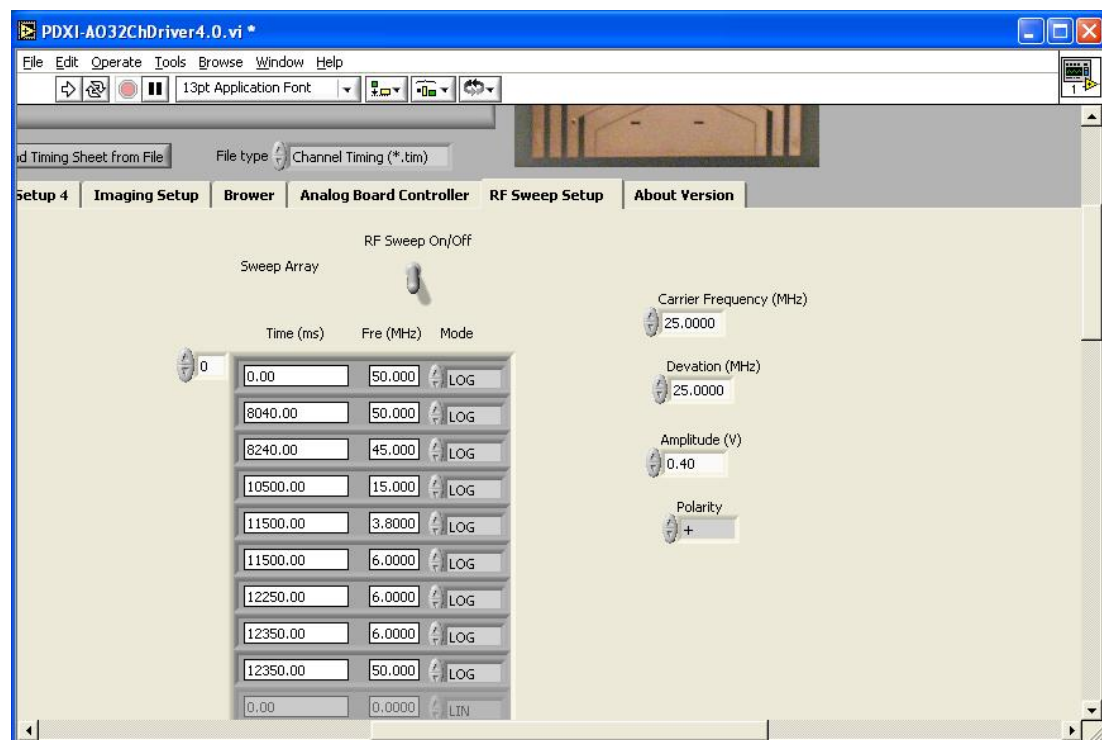 PDXI-AO32ChDriver4.0.vi *
File Edit Operate Tools Browse Window Help
13pt Application Font
1
id Timing Sheet from File File type Channel Timing (*.tim)
Setup 4 Imaging Setup Brower Analog Board Controller RF Sweep Setup About Version
RF Sweep On/Off
Sweep Array
Carrier Frequency (MHz)
25.0000
Time (ms) Fre (MHz) Mode
0
0.00 50.000 LOG
8040.00 50.000 LOG
8240.00 45.000 LOG
10500.00 15.000 LOG
11500.00 3.8000 LOG
11500.00 6.0000 LOG
12250.00 6.0000 LOG
12350.00 6.0000 LOG
12350.00 50.000 LOG
0.00 0.0000 LIN
Devation (MHz)
25.0000
Amplitude (V)
0.40
Polarity
+